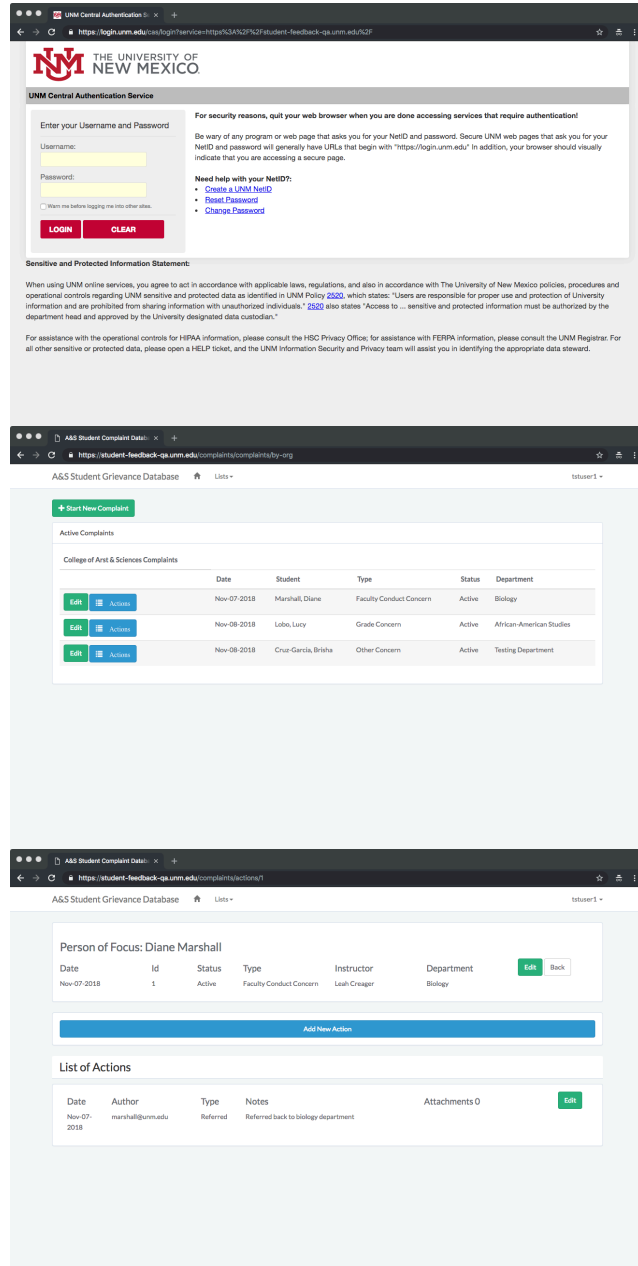 UNM Central Authentication Se
https://login.unm.edu/cas/login?service=https%3A%2F%2Fstudent-feedback-qa.unm.edu%2F
UNM THE UNIVERSITY OF
NEW MEXICO.
UNM Central Authentication Service
Enter your Username and Password
Username:
Password:
Warn me before logging me into other sites.
LOGIN CLEAR
For security reasons, quit your web browser when you are done accessing services that require authentication!
Be wary of any program or web page that asks you for your NetID and password. Secure UNM web pages that ask you for your
NetID and password will generally have URLs that begin with "https://login.unm.edu" In addition, your browser should visually
indicate that you are accessing a secure page.
Need help with your NetID?:
• Create a UNM NetID
• Reset Password
• Change Password
Sensitive and Protected Information Statement:
When using UNM online services, you agree to act in accordance with applicable laws, regulations, and also in accordance with The University of New Mexico policies, procedures and
operational controls regarding UNM sensitive and protected data as identified in UNM Policy 2520, which states: "Users are responsible for proper use and protection of University
information and are prohibited from sharing information with unauthorized individuals." 2520 also states "Access to ... sensitive and protected information must be authorized by the
department head and approved by the University designated data custodian."
For assistance with the operational controls for HIPAA information, please consult the HSC Privacy Office; for assistance with FERPA information, please consult the UNM Registrar. For
all other sensitive or protected data, please open a HELP ticket, and the UNM Information Security and Privacy team will assist you in identifying the appropriate data steward.
A&S Student Complaint Datab
https://student-feedback-qa.unm.edu/complaints/complaints/by-org
A&S Student Grievance Database Lists tstuser1
+ Start New Complaint
Active Complaints
College of Arst & Sciences Complaints
Date Student Type Status Department
Edit Actions Nov-07-2018 Marshall, Diane Faculty Conduct Concern Active Biology
Edit Actions Nov-08-2018 Lobo, Lucy Grade Concern Active African-American Studies
Edit Actions Nov-08-2018 Cruz-Garcia, Brisha Other Concern Active Testing Department
A&S Student Complaint Datab
https://student-feedback-qa.unm.edu/complaints/actions/1
A&S Student Grievance Database Lists tstuser1
Person of Focus: Diane Marshall
Date Id Status Type Instructor Department Edit Back
Nov-07-2018 1 Active Faculty Conduct Concern Leah Creager Biology
Add New Action
List of Actions
Date Author Type Notes Attachments 0 Edit
Nov-07- marshall@unm.edu Referred Referred back to biology department
2018